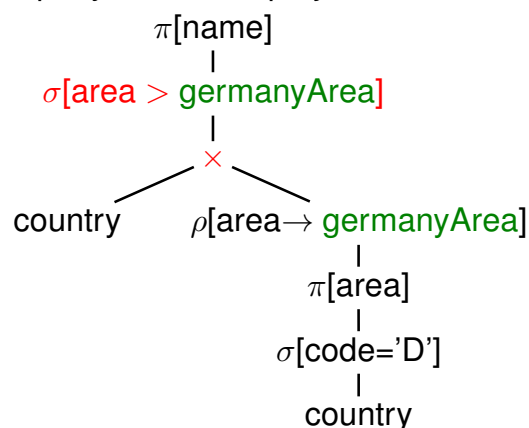 π[name]
σ[area > germanyArea]
×
country ρ[area→ germanyArea]
π[area]
σ[code='D']
country